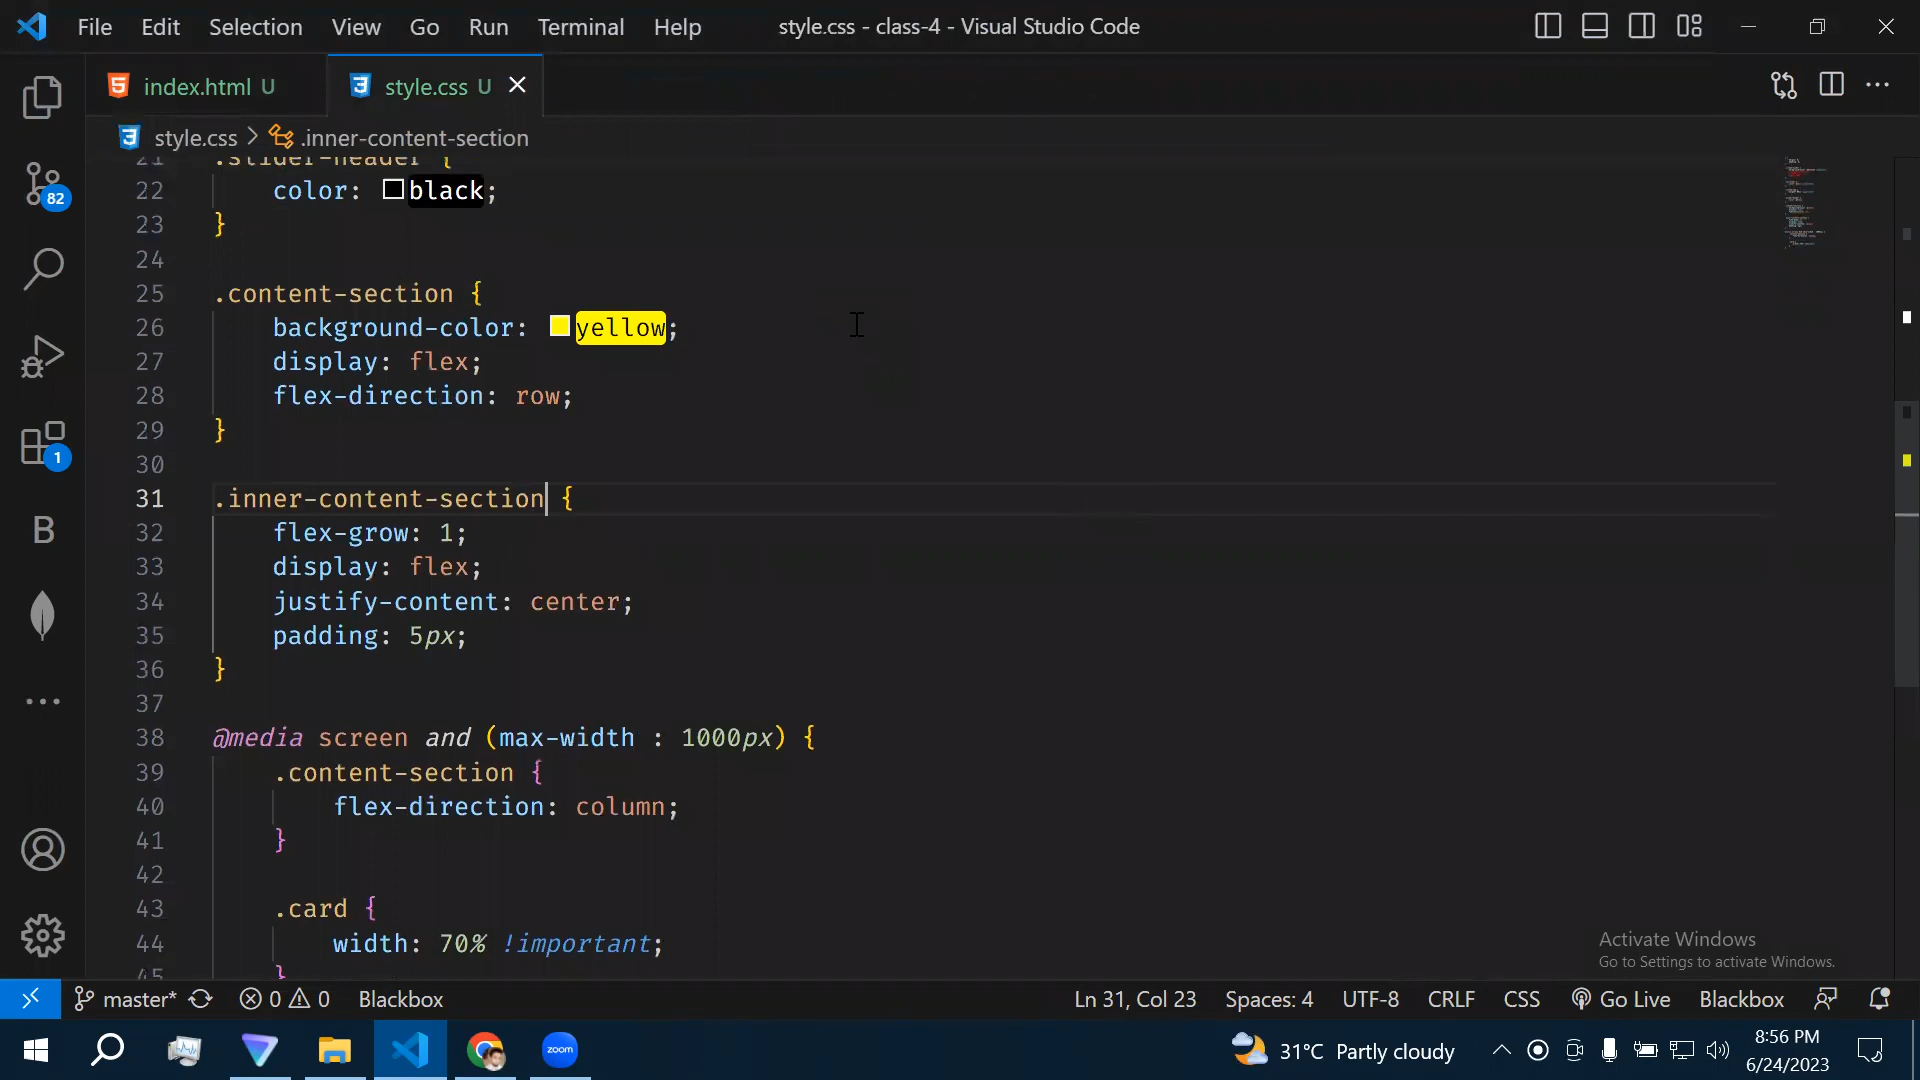 File Edit Selection View Go Run Terminal Help style.css - class-4 - Visual Studio Code
index.html U style.css U
style.css > .inner-content-section
21 .slider-header {
22 color: black;
23 }
24
25 .content-section {
26 background-color: yellow;
27 display: flex;
28 flex-direction: row;
29 }
30
31 .inner-content-section {
32 flex-grow: 1;
33 display: flex;
34 justify-content: center;
35 padding: 5px;
36 }
37
38 @media screen and (max-width : 1000px) {
39 .content-section {
40 flex-direction: column;
41 }
42
43 .card {
44 width: 70% !important;
45 }
82
1
B
Activate Windows
Go to Settings to activate Windows.
master* 0 0 Blackbox Ln 31, Col 23 Spaces: 4 UTF-8 CRLF CSS Go Live Blackbox
zoom 31°C Partly cloudy 8:56 PM
6/24/2023